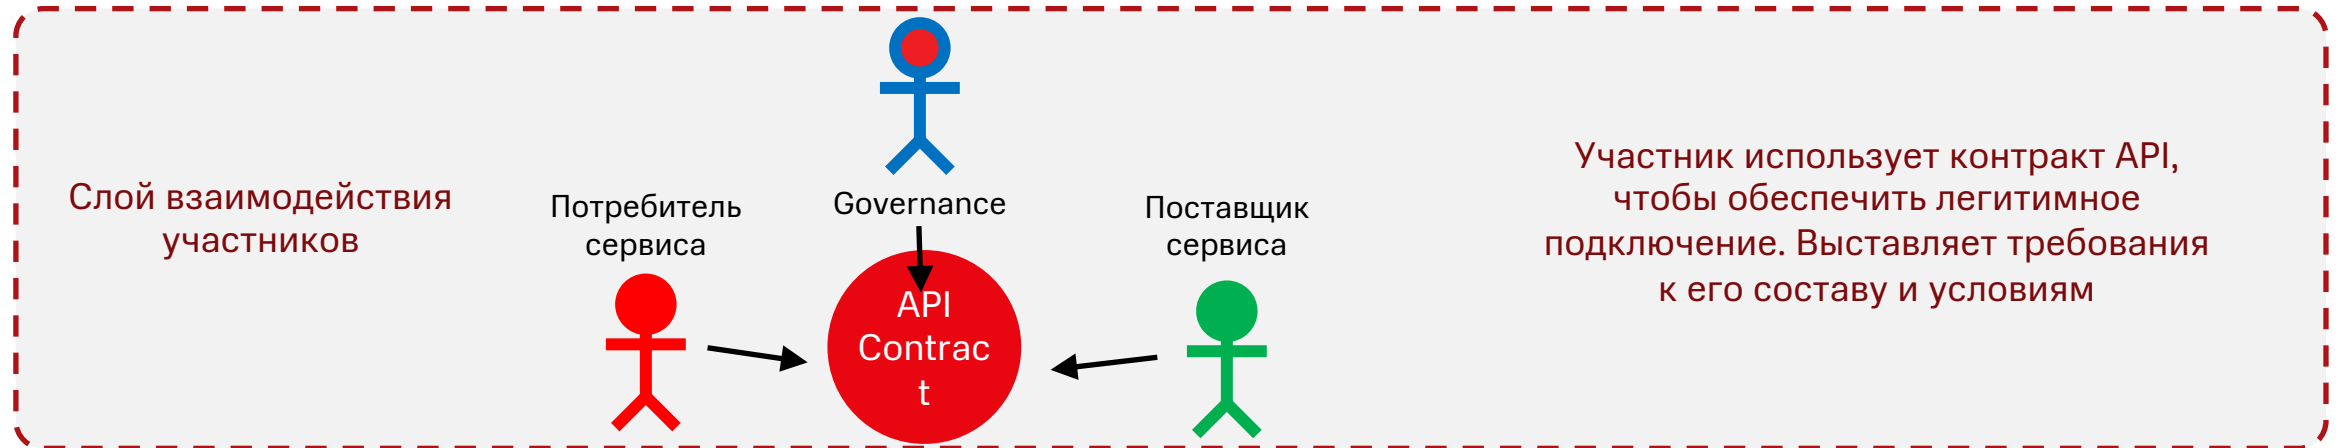 Слой взаимодействия
участников
Потребитель
сервиса
Governance
Поставщик
сервиса
API
Contrac
t
Участник использует контракт API,
чтобы обеспечить легитимное
подключение. Выставляет требования
к его составу и условиям